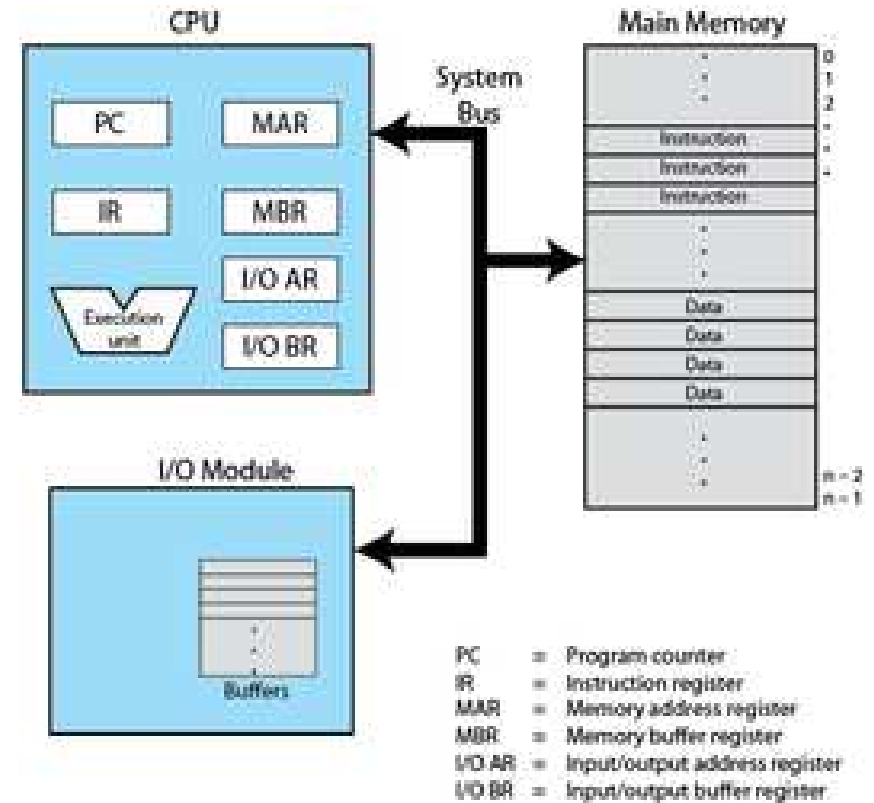 CPU
PC
MAR
IR
MBR
I/O AR
Execution
unit
I/O BR
System
Bus
Main Memory
0
1
2
Instruction
Instruction
Instruction
Data
Data
Data
Data
n - 2
n - 1
I/O Module
Buffers
PC = Program counter
IR = Instruction register
MAR = Memory address register
MBR = Memory buffer register
I/O AR = Input/output address register
I/O BR = Input/output buffer register